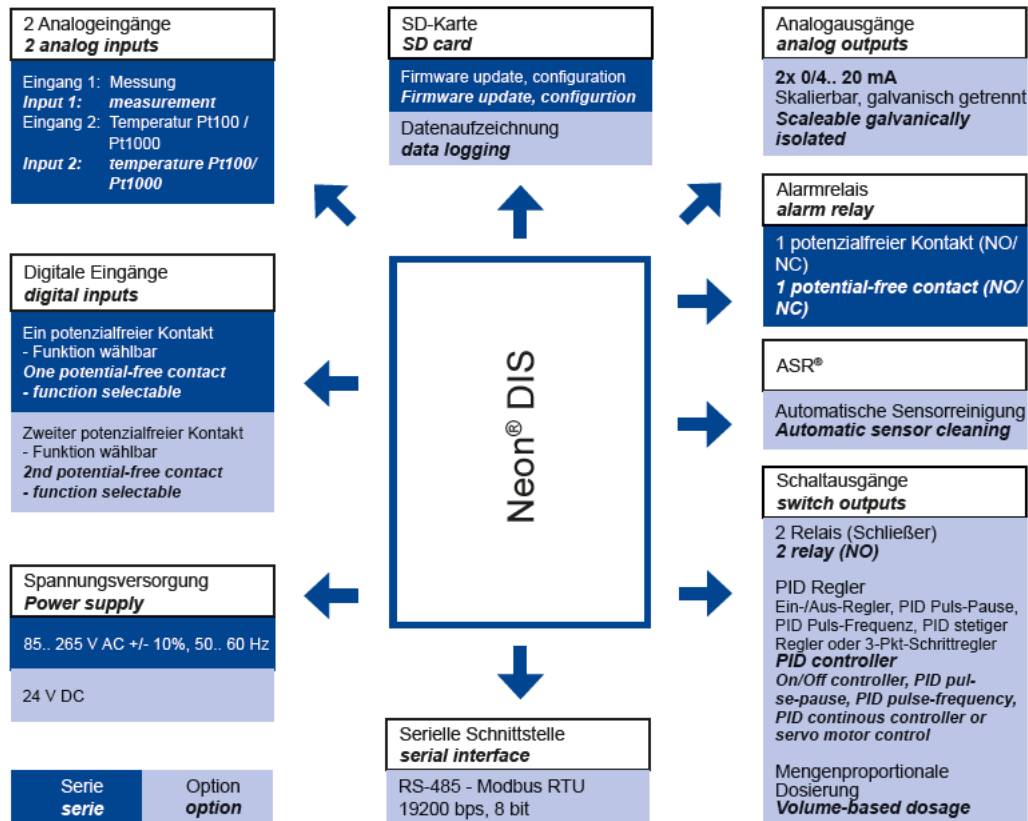 2 Analogeingänge
2 analog inputs
Eingang 1: Messung
Input 1: measurement
Eingang 2: Temperatur Pt100 /
Pt1000
Input 2: temperature Pt100/
Pt1000
SD-Karte
SD card
Firmware update, configuration
Firmware update, configurtion
Datenaufzeichnung
data logging
Analogausgänge
analog outputs
2x 0/4.. 20 mA
Skalierbar, galvanisch getrennt
Scaleable galvanically
isolated
Alarmrelais
alarm relay
1 potenzialfreier Kontakt (NO/
NC)
1 potential-free contact (NO/
NC)
Digitale Eingänge
digital inputs
Ein potenzialfreier Kontakt
- Funktion wählbar
One potential-free contact
- function selectable
Zweiter potenzialfreier Kontakt
- Funktion wählbar
2nd potential-free contact
- function selectable
Neon® DIS
ASR®
Automatische Sensorreinigung
Automatic sensor cleaning
Schaltausgänge
switch outputs
2 Relais (Schließer)
2 relay (NO)
PID Regler
Ein-/Aus-Regler, PID Puls-Pause,
PID Puls-Frequenz, PID stetiger
Regler oder 3-Pkt-Schrittregler
PID controller
On/Off controller, PID pul-
se-pause, PID pulse-frequency,
PID continous controller or
servo motor control
Mengenproportionale
Dosierung
Volume-based dosage
Spannungsversorgung
Power supply
85.. 265 V AC +/- 10%, 50.. 60 Hz
24 V DC
Serielle Schnittstelle
serial interface
RS-485 - Modbus RTU
19200 bps, 8 bit
Serie
serie
Option
option